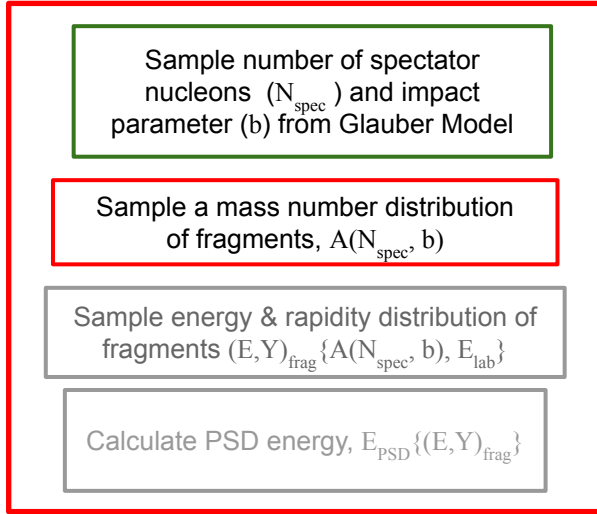 Sample number of spectator
nucleons (N_spec ) and impact
parameter (b) from Glauber Model
Sample a mass number distribution
of fragments, A(N_spec, b)
Sample energy & rapidity distribution of
fragments (E,Y)_frag{A(N_spec, b), E_lab}
Calculate PSD energy, E_PSD{(E,Y)_frag}